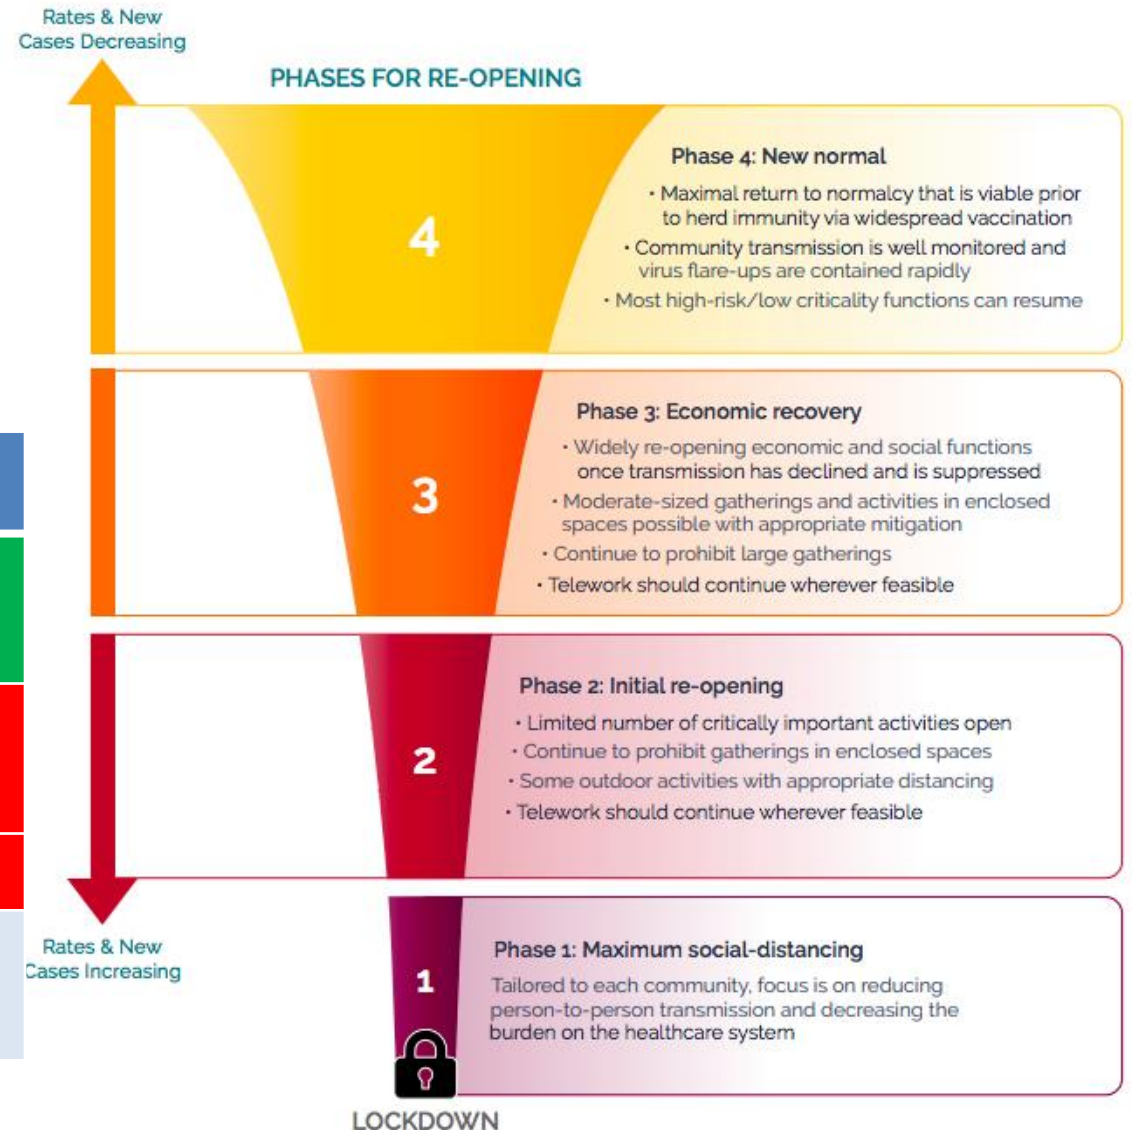 Rates & New
Cases Decreasing
PHASES FOR RE-OPENING
4
Phase 4: New normal
• Maximal return to normalcy that is viable prior
to herd immunity via widespread vaccination
• Community transmission is well monitored and
virus flare-ups are contained rapidly
• Most high-risk/low criticality functions can resume
3
Phase 3: Economic recovery
• Widely re-opening economic and social functions
once transmission has declined and is suppressed
• Moderate-sized gatherings and activities in enclosed
spaces possible with appropriate mitigation
• Continue to prohibit large gatherings
• Telework should continue wherever feasible
2
Phase 2: Initial re-opening
• Limited number of critically important activities open
• Continue to prohibit gatherings in enclosed spaces
• Some outdoor activities with appropriate distancing
• Telework should continue wherever feasible
Rates & New
Cases Increasing
1
Phase 1: Maximum social-distancing
Tailored to each community, focus is on reducing
person-to-person transmission and decreasing the
burden on the healthcare system
LOCKDOWN